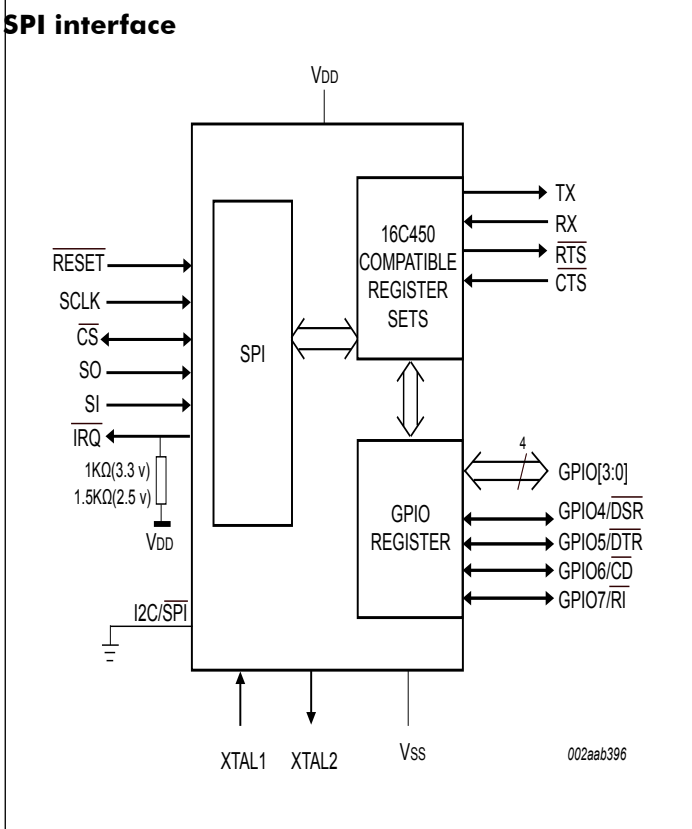 SPI interface
VDD
16C450
COMPATIBLE
REGISTER
SETS
TX
RX
RTS
CTS
RESET
SCLK
CS
SO
SI
IRQ
SPI
1KΩ(3.3 v)
1.5KΩ(2.5 v)
VDD
GPIO
REGISTER
4
GPIO[3:0]
GPIO4/DSR
GPIO5/DTR
GPIO6/CD
GPIO7/RI
I2C/SPI
XTAL1
XTAL2
VSS
002aab396